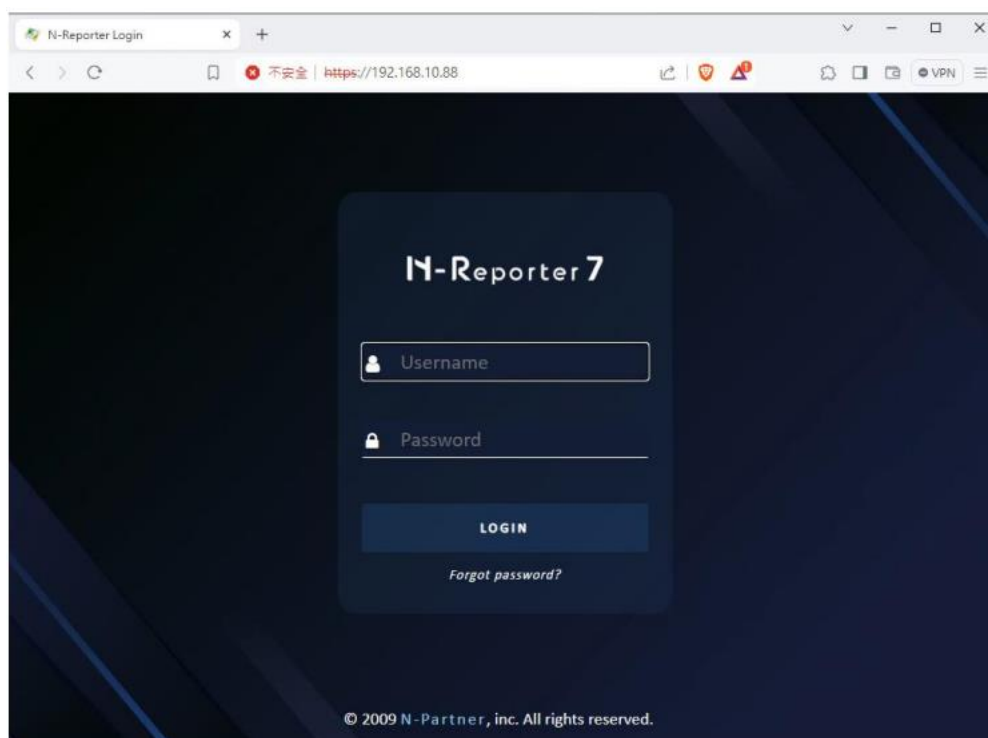 N-Reporter Login
不安全 https://192.168.10.88
1
VPN
N-Reporter 7
Username
Password
LOGIN
Forgot password?
© 2009 N-Partner, inc. All rights reserved.